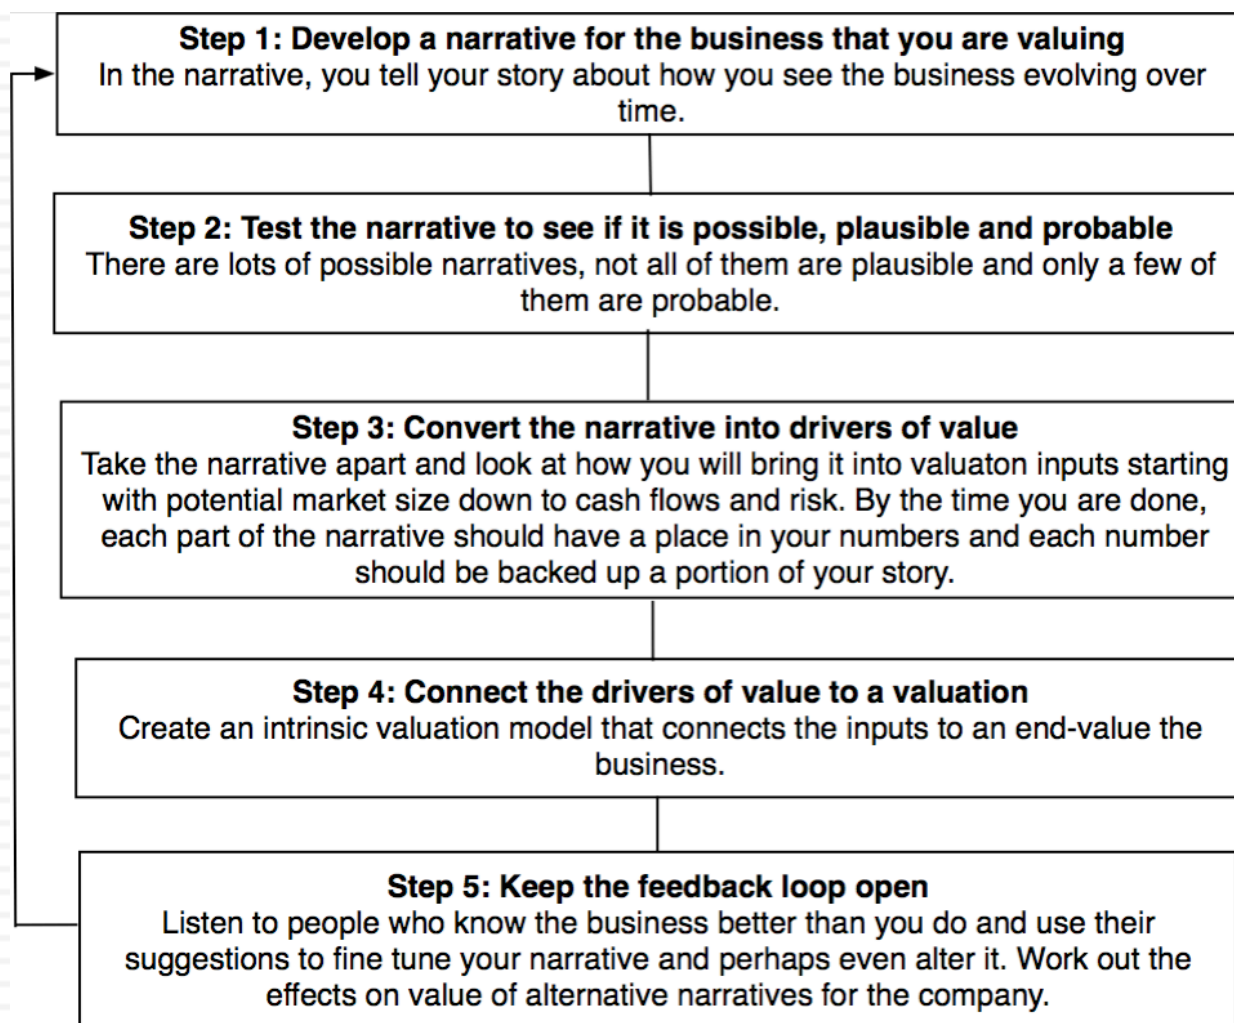 Step 1: Develop a narrative for the business that you are valuing
In the narrative, you tell your story about how you see the business evolving over
time.
Step 2: Test the narrative to see if it is possible, plausible and probable
There are lots of possible narratives, not all of them are plausible and only a few of
them are probable.
Step 3: Convert the narrative into drivers of value
Take the narrative apart and look at how you will bring it into valuaton inputs starting
with potential market size down to cash flows and risk. By the time you are done,
each part of the narrative should have a place in your numbers and each number
should be backed up a portion of your story.
Step 4: Connect the drivers of value to a valuation
Create an intrinsic valuation model that connects the inputs to an end-value the
business.
Step 5: Keep the feedback loop open
Listen to people who know the business better than you do and use their
suggestions to fine tune your narrative and perhaps even alter it. Work out the
effects on value of alternative narratives for the company.